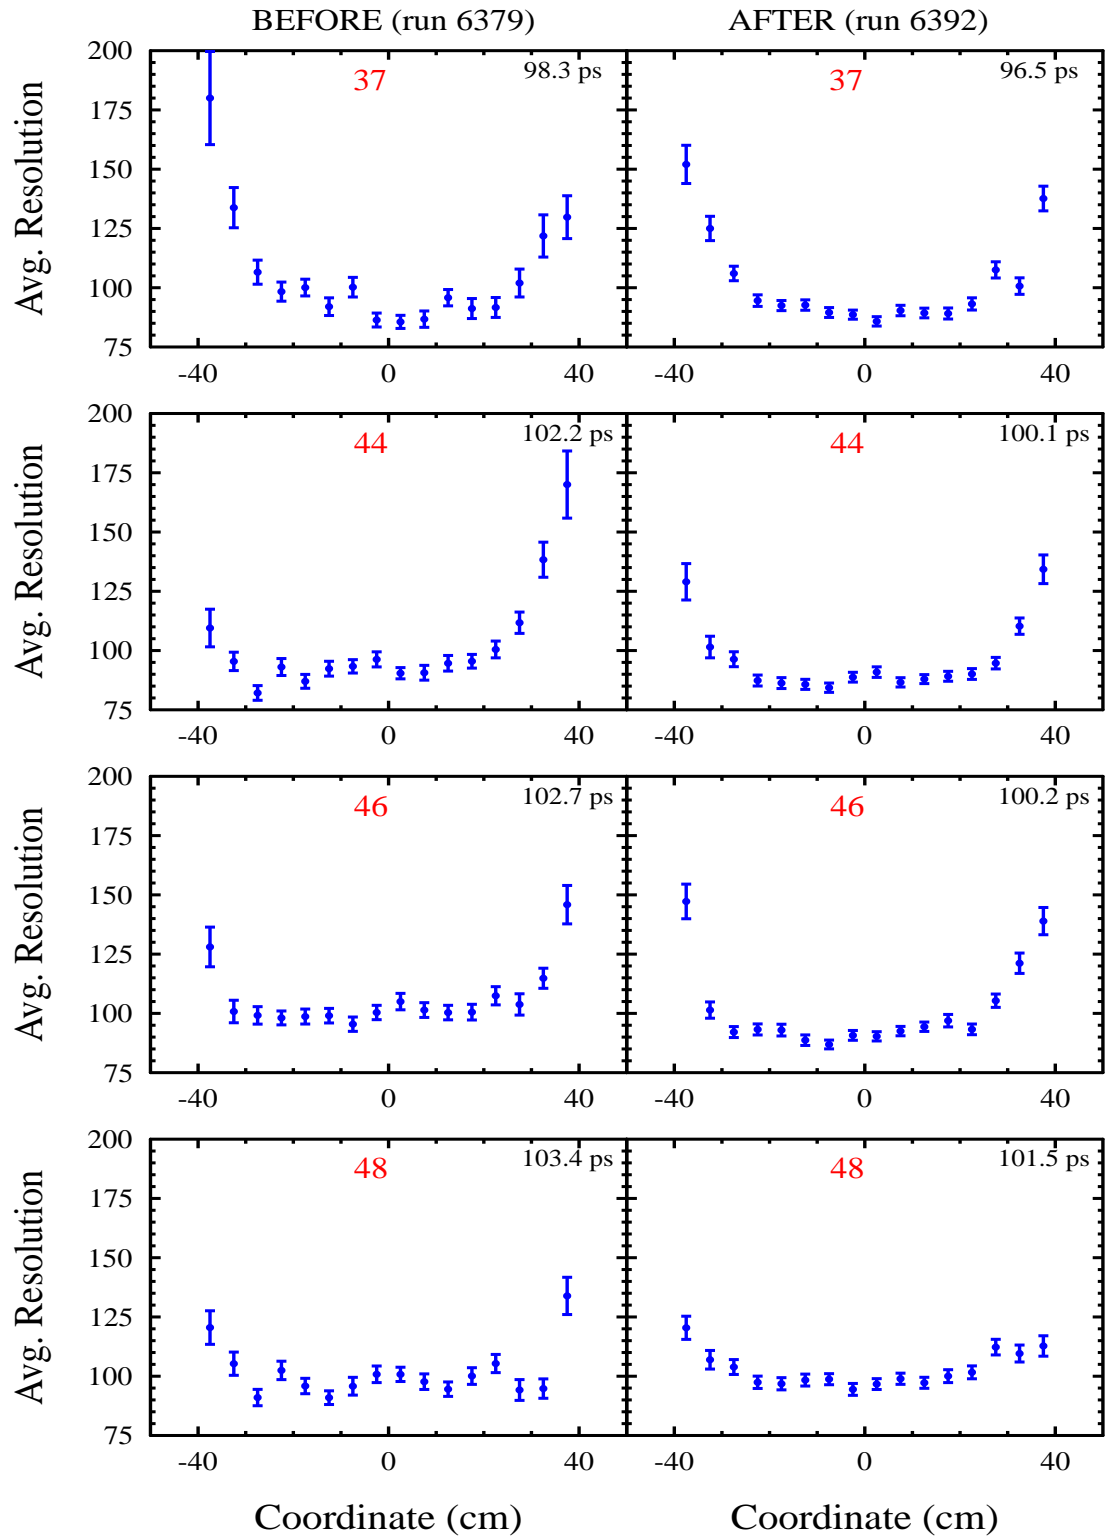 BEFORE (run 6379) AFTER (run 6392)
200 37 98.3 ps 37 96.5 ps
175
150
125
100
75
Avg. Resolution
-40 0 40 -40 0 40
200 44 102.2 ps 44 100.1 ps
175
150
125
100
75
Avg. Resolution
-40 0 40 -40 0 40
200 46 102.7 ps 46 100.2 ps
175
150
125
100
75
Avg. Resolution
-40 0 40 -40 0 40
200 48 103.4 ps 48 101.5 ps
175
150
125
100
75
Avg. Resolution
-40 0 40 -40 0 40
Coordinate (cm) Coordinate (cm)